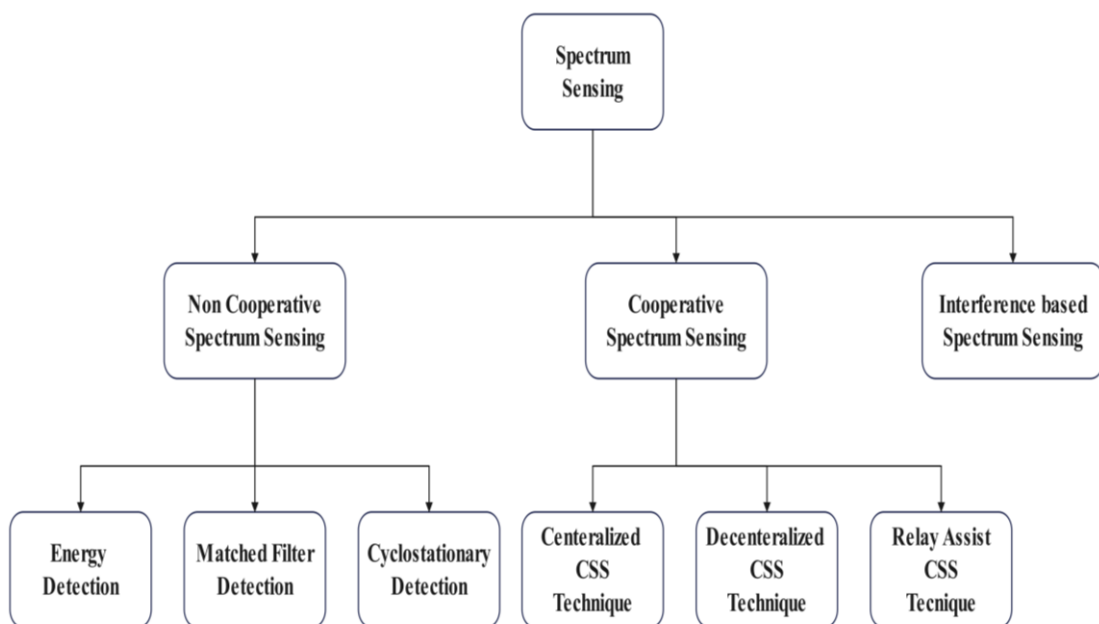 Spectrum
Sensing
Non Cooperative
Spectrum Sensing
Cooperative
Spectrum Sensing
Interference based
Spectrum Sensing
Energy
Detection
Matched Filter
Detection
Cyclostationary
Detection
Centeralized
CSS
Technique
Decenteralized
CSS
Technique
Relay Assist
CSS
Tecnique